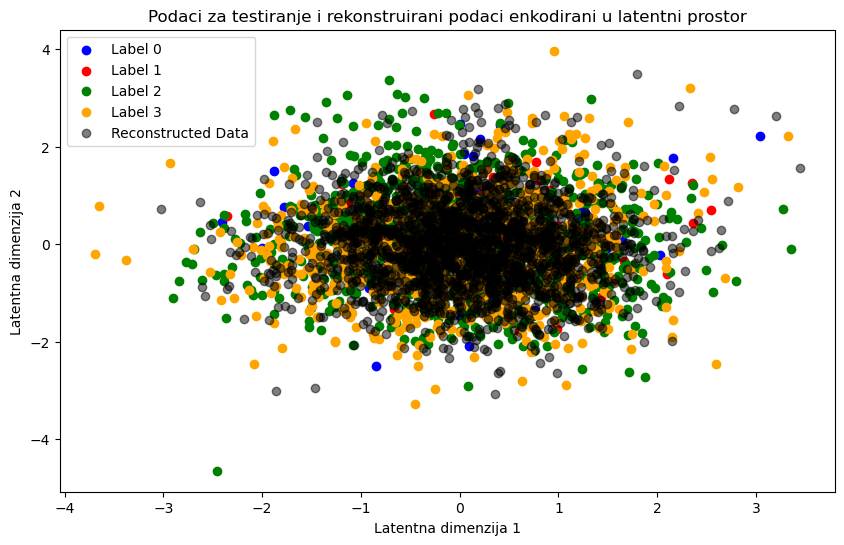 Podaci za testiranje i rekonstruirani podaci enkodirani u latentni prostor
Label 0
Label 1
Label 2
Label 3
Reconstructed Data
Latentna dimenzija 2
4
2
0
−2
−4
−4
−3
−2
−1
0
1
2
3
Latentna dimenzija 1